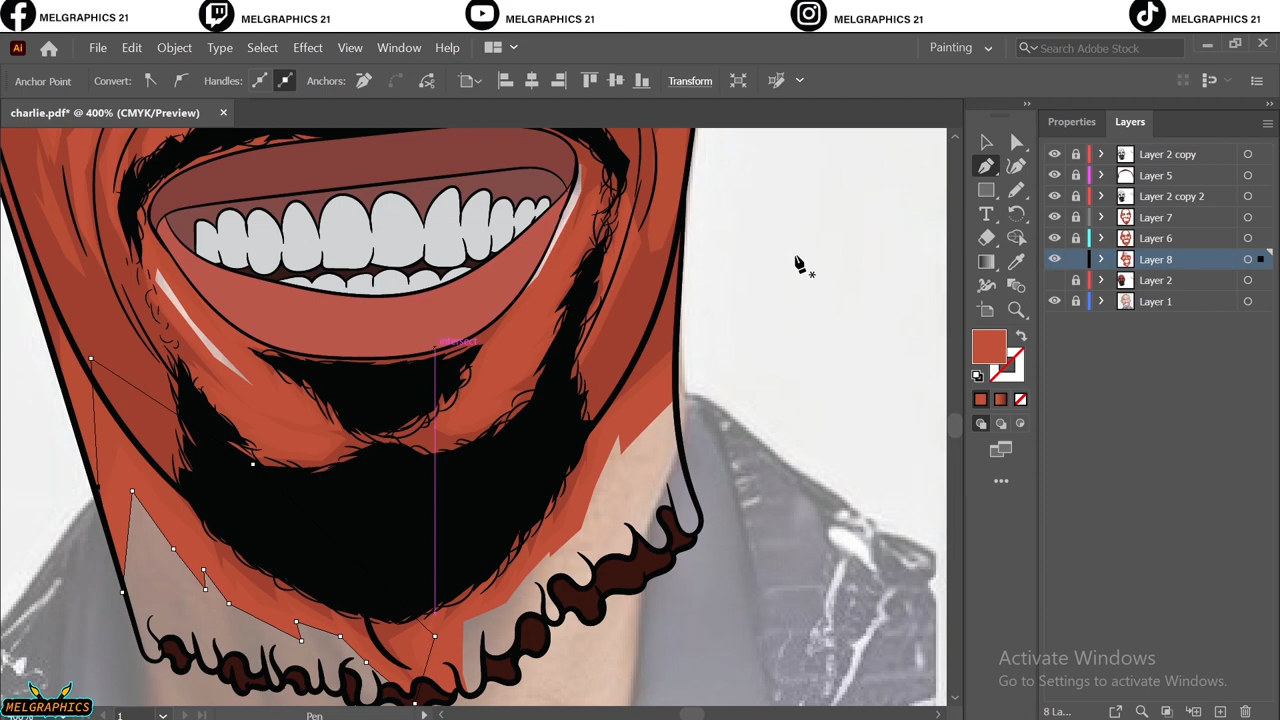 MELGRAPHICS 21
MELGRAPHICS 21
MELGRAPHICS 21
MELGRAPHICS 21
MELGRAPHICS 21
Ai
File Edit Object Type Select Effect View Window Help
Painting
Search Adobe Stock
Anchor Point
Convert:
Handles:
Anchors:
Transform
charlie.pdf* @ 400% (CMYK/Preview)
Properties
Layers
Layer 2 copy
Layer 5
Layer 2 copy 2
Layer 7
Layer 6
Layer 8
Layer 2
Layer 1
intersect
Activate Windows
Go to Settings to activate Windows.
MELGRAPHICS
1
Pen
8 La...